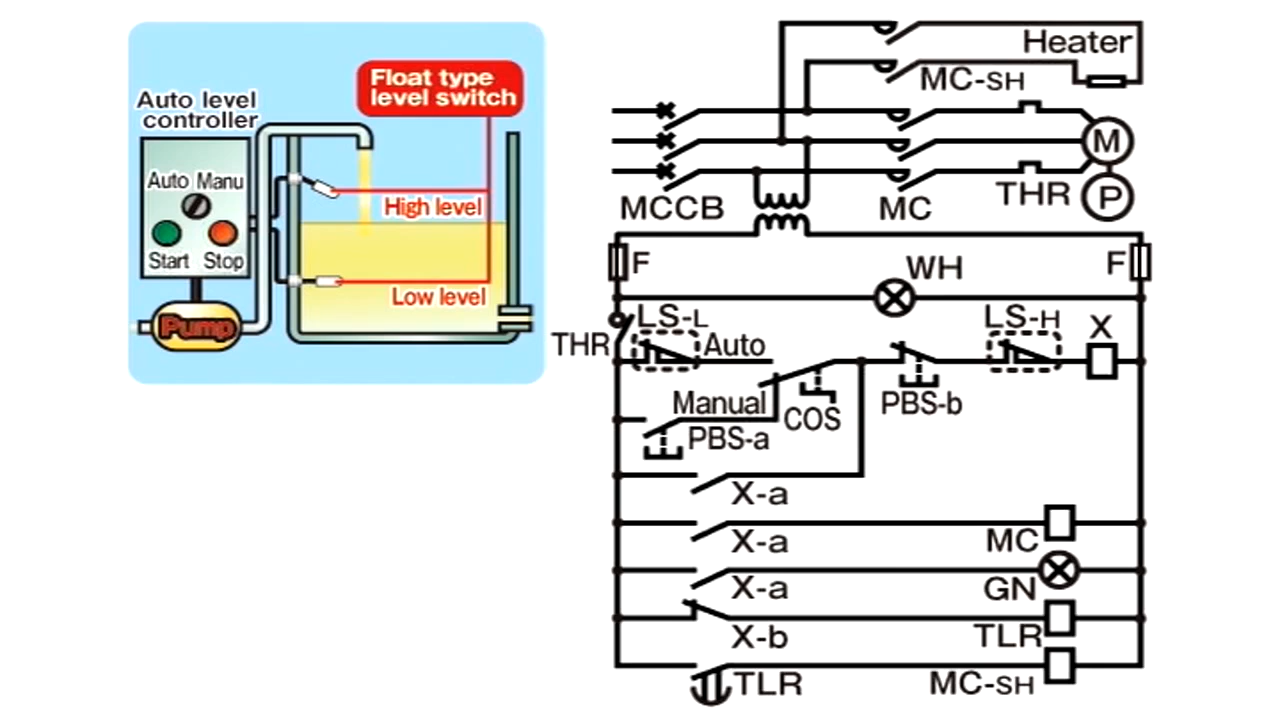 Float type
level switch
Auto level
controller
Auto Manu
Start Stop
Pump
High level
Low level
Heater
MC-SH
MCCB
MC
THR
M
P
F
WH
F
THR
LS-L
Auto
LS-H
X
Manual
COS
PBS-b
PBS-a
X-a
X-a
MC
X-a
GN
X-b
TLR
TLR
MC-SH